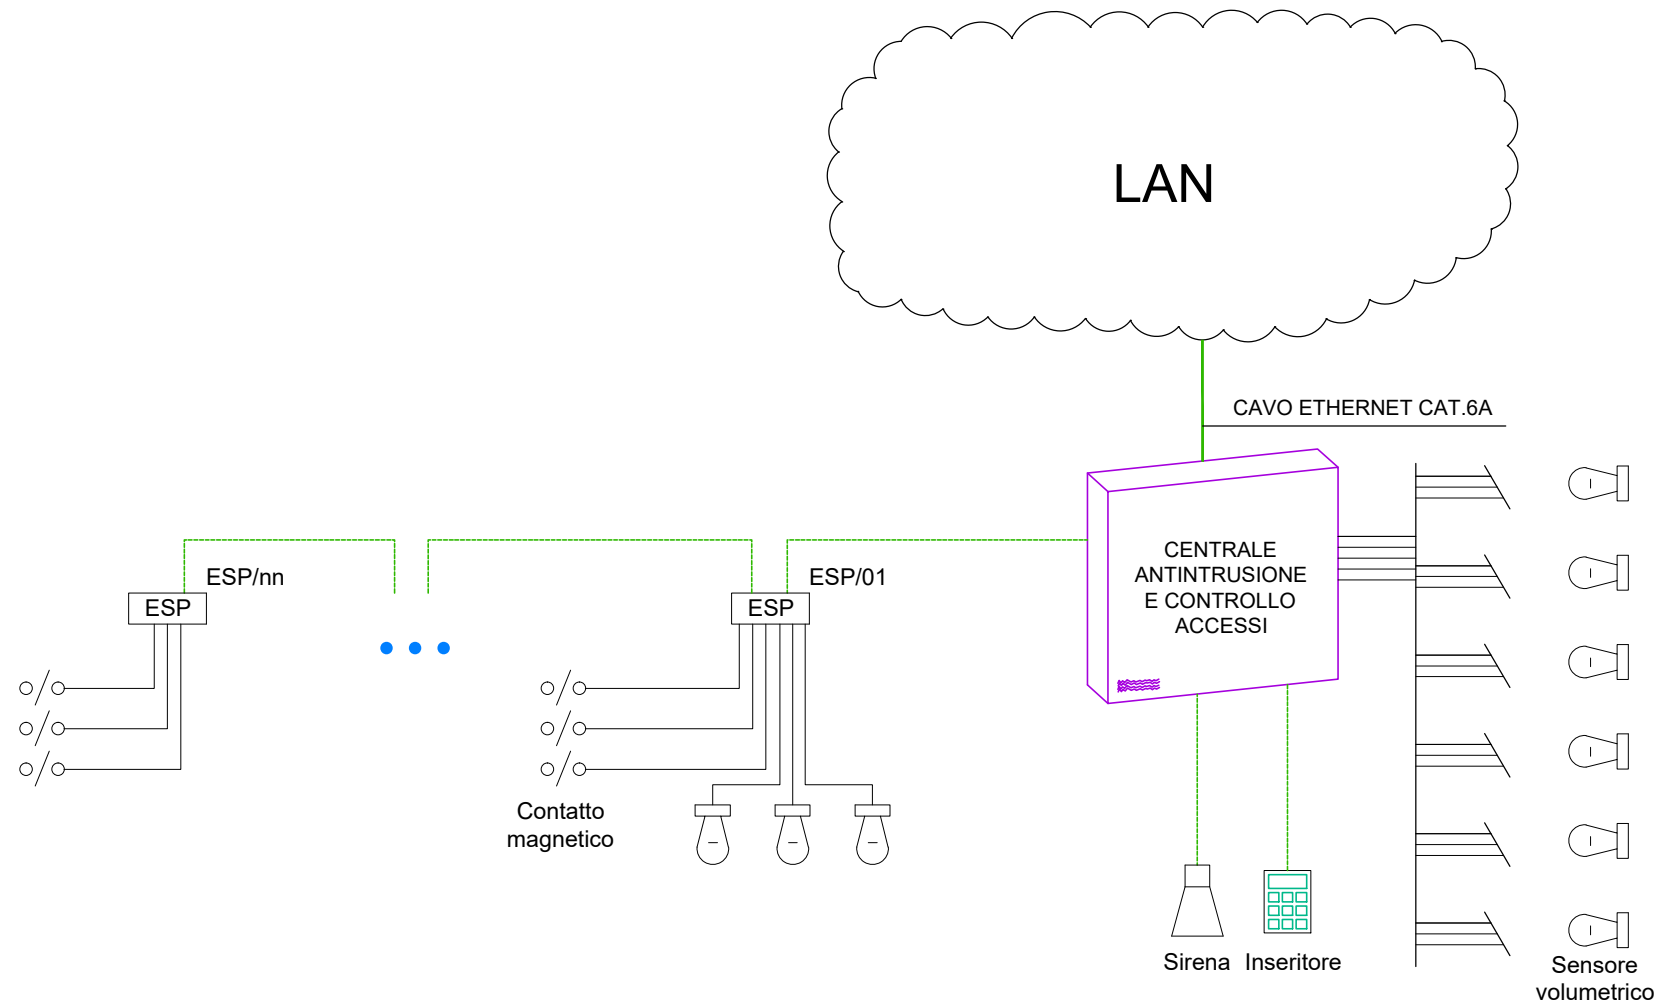 LAN
CAVO ETHERNET CAT.6A
CENTRALE
ANTINTRUSIONE
E CONTROLLO
ACCESSI
ESP/nn
ESP
ESP/01
ESP
Contatto
magnetico
Sirena
Inseritore
Sensore
volumetrico